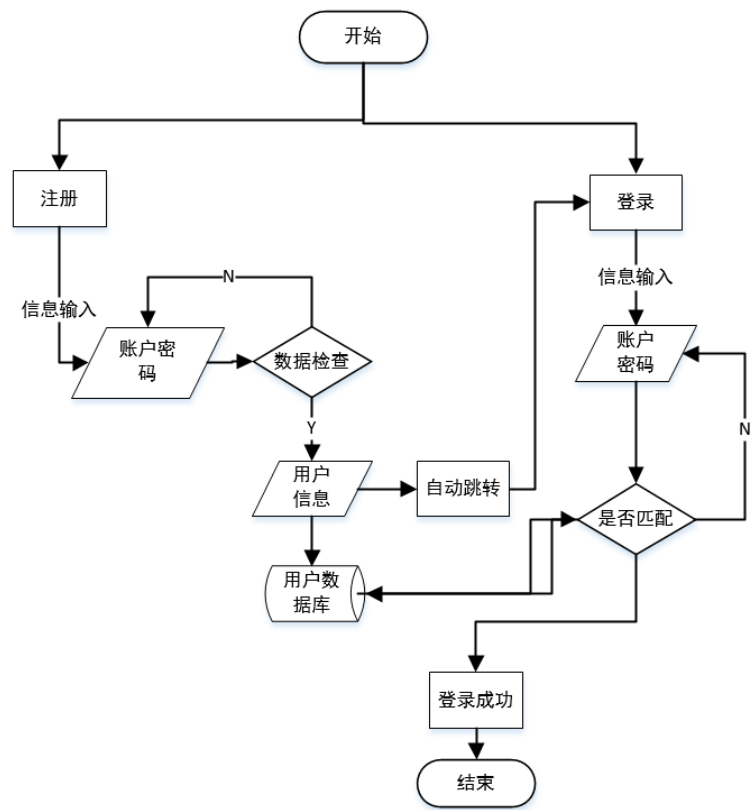 开始
注册
登录
信息输入
信息输入
N
账户密
码
数据检查
账户
密码
N
Y
用户
信息
自动跳转
是否匹配
用户数
据库
登录成功
结束